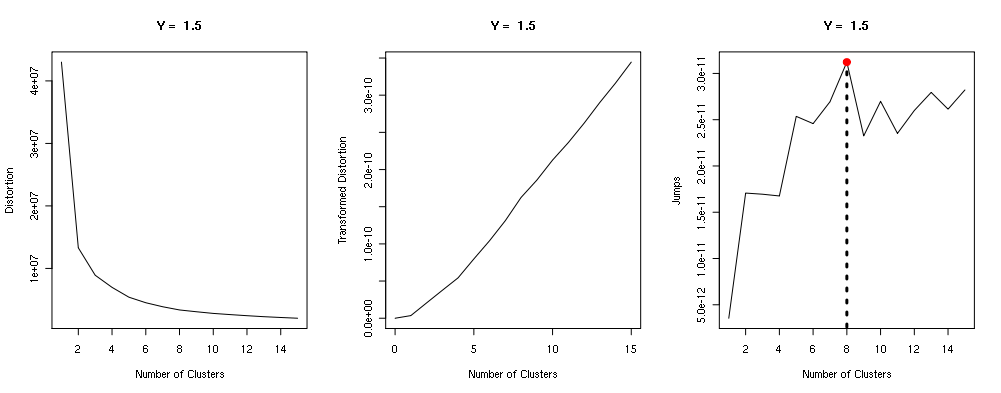 Y = 1.5
Distortion
4e+07
3e+07
2e+07
1e+07
2 4 6 8 10 12 14
Number of Clusters
Y = 1.5
Transformed Distortion
3.0e-10
2.0e-10
1.0e-10
0.0e+00
0 5 10 15
Number of Clusters
Y = 1.5
Jumps
3.0e-11
2.5e-11
2.0e-11
1.5e-11
1.0e-11
5.0e-12
2 4 6 8 10 12 14
Number of Clusters